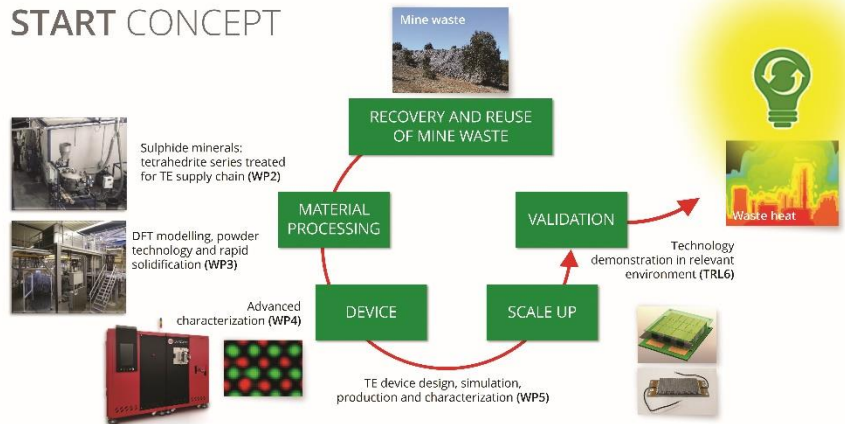 START CONCEPT
Mine waste
RECOVERY AND REUSE
OF MINE WASTE
Sulphide minerals:
tetrahedrite series treated
for TE supply chain (WP2)
MATERIAL
PROCESSING
VALIDATION
Waste heat
DFT modelling, powder
technology and rapid
solidification (WP3)
Technology
demonstration in relevant
environment (TRL6)
Advanced
characterization (WP4)
DEVICE
SCALE UP
TE device design, simulation,
production and characterization (WP5)